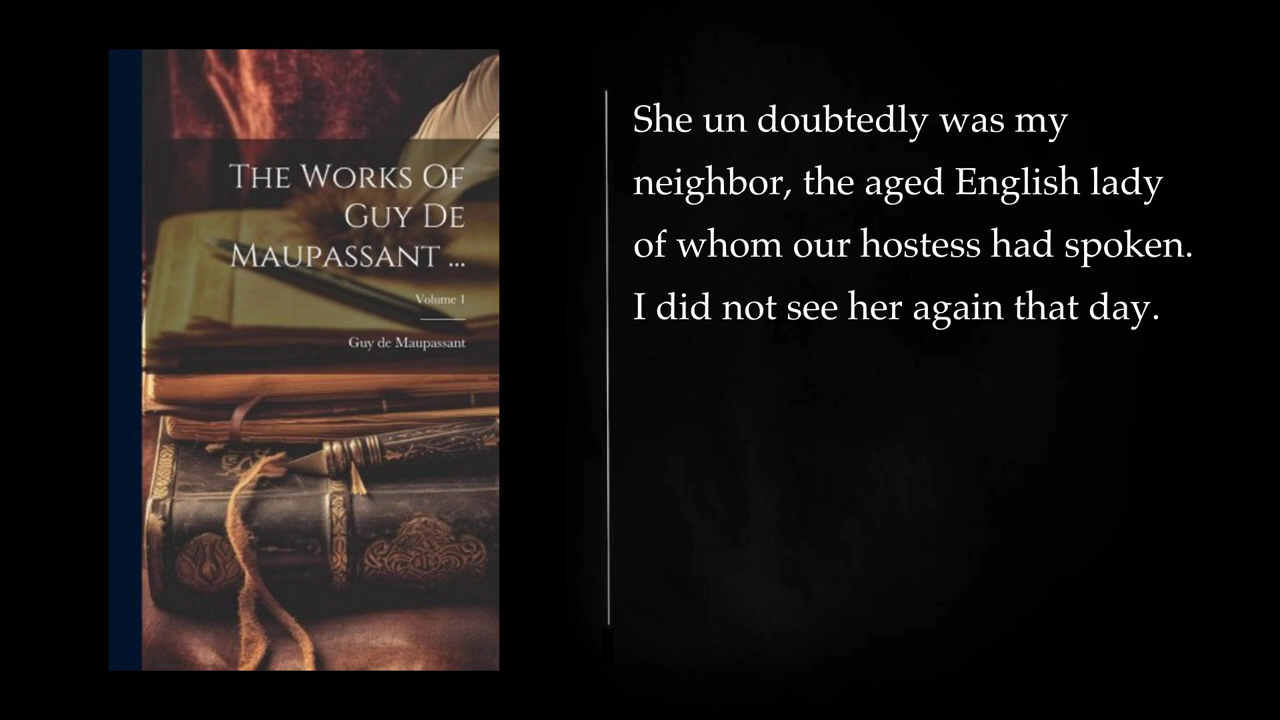 The Works Of
Guy De
Maupassant ...
Volume 1
Guy de Maupassant
She un doubtedly was my
neighbor, the aged English lady
of whom our hostess had spoken.
I did not see her again that day.